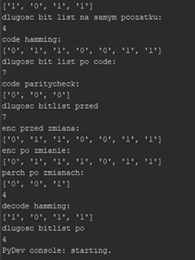 ['1', '0', '1', '1']
dlugosc bit list na samym poczatku:
4
code hamming:
['0', '1', '1', '0', '0', '1', '1']
dlugosc bit list po code:
7
code paritycheck:
['0', '0', '0']
dlugosc bitlist przed
7
enc przed zmiana:
['0', '1', '1', '0', '0', '1', '1']
enc po zmianie:
['0', '1', '1', '1', '0', '1', '1']
parch po zmianach:
['0', '0', '1']
4
decode hamming:
['1', '0', '1', '1']
dlugosc bitlist po
4
PyDev console: starting.